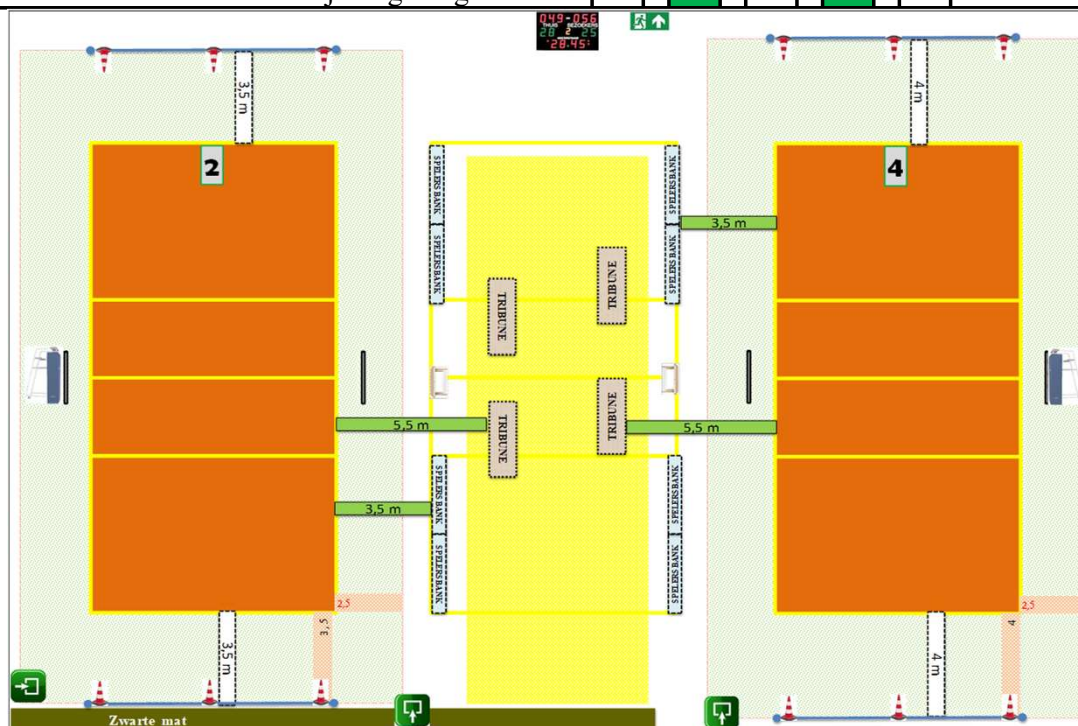 049-056
THUIS BEZOEKERS
28 2 25
28.45
3,5 m
4 m
2
4
SPELERSBANK
SPELERSBANK
SPELERSBANK
SPELERSBANK
3,5 m
TRIBUNE
TRIBUNE
5,5 m
TRIBUNE
TRIBUNE
5,5 m
SPELERSBANK
SPELERSBANK
3,5 m
SPELERSBANK
SPELERSBANK
2,5
2,5
3,5 m
3,5
4 m
4
Zwarte mat